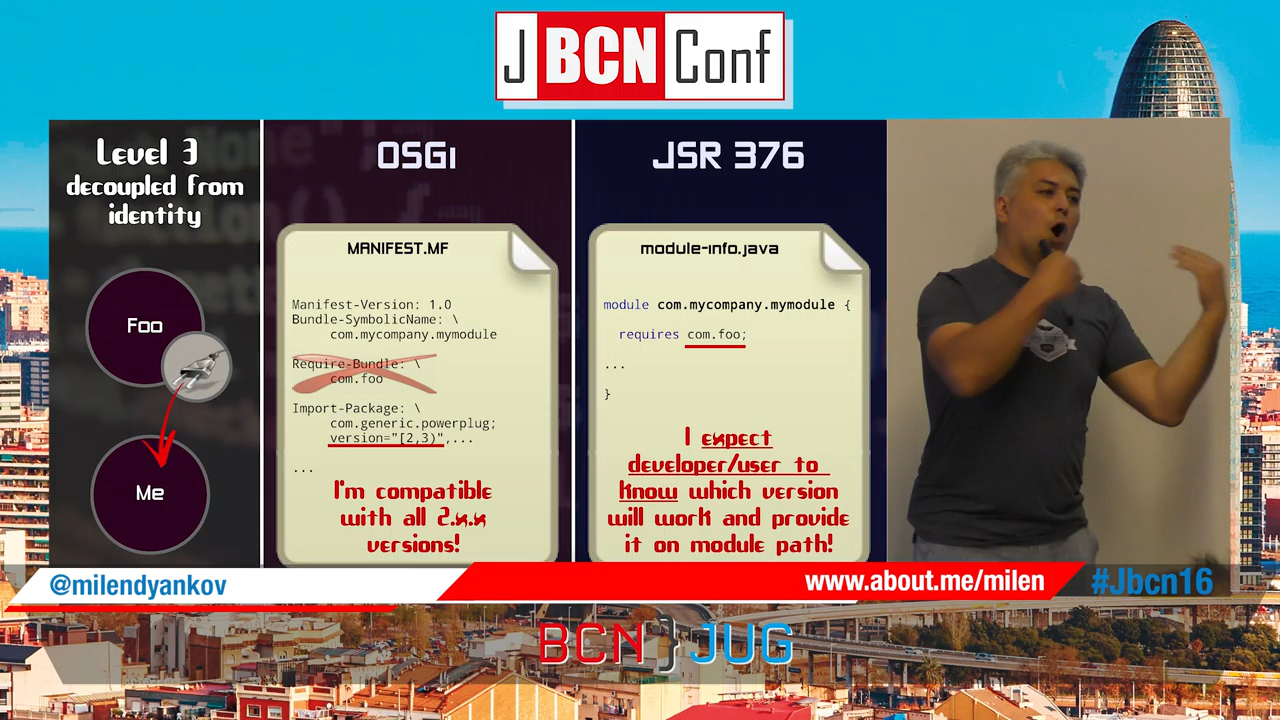 J BCN Conf
Level 3
decoupled from
identity
Foo
Me
OSGi
MANIFEST.MF
Manifest-Version: 1.0
Bundle-SymbolicName: \
com.mycompany.mymodule
Require-Bundle: \
com.foo
Import-Package: \
com.generic.powerplug;
version="[2,3)",...
...
I'm compatible
with all 2.x.x
versions!
JSR 376
module-info.java
module com.mycompany.mymodule {
requires com.foo;
...
}
I expect
developer/user to
know which version
will work and provide
it on module path!
@milendyankov
www.about.me/milen
#Jbcn16
BCN}JUG